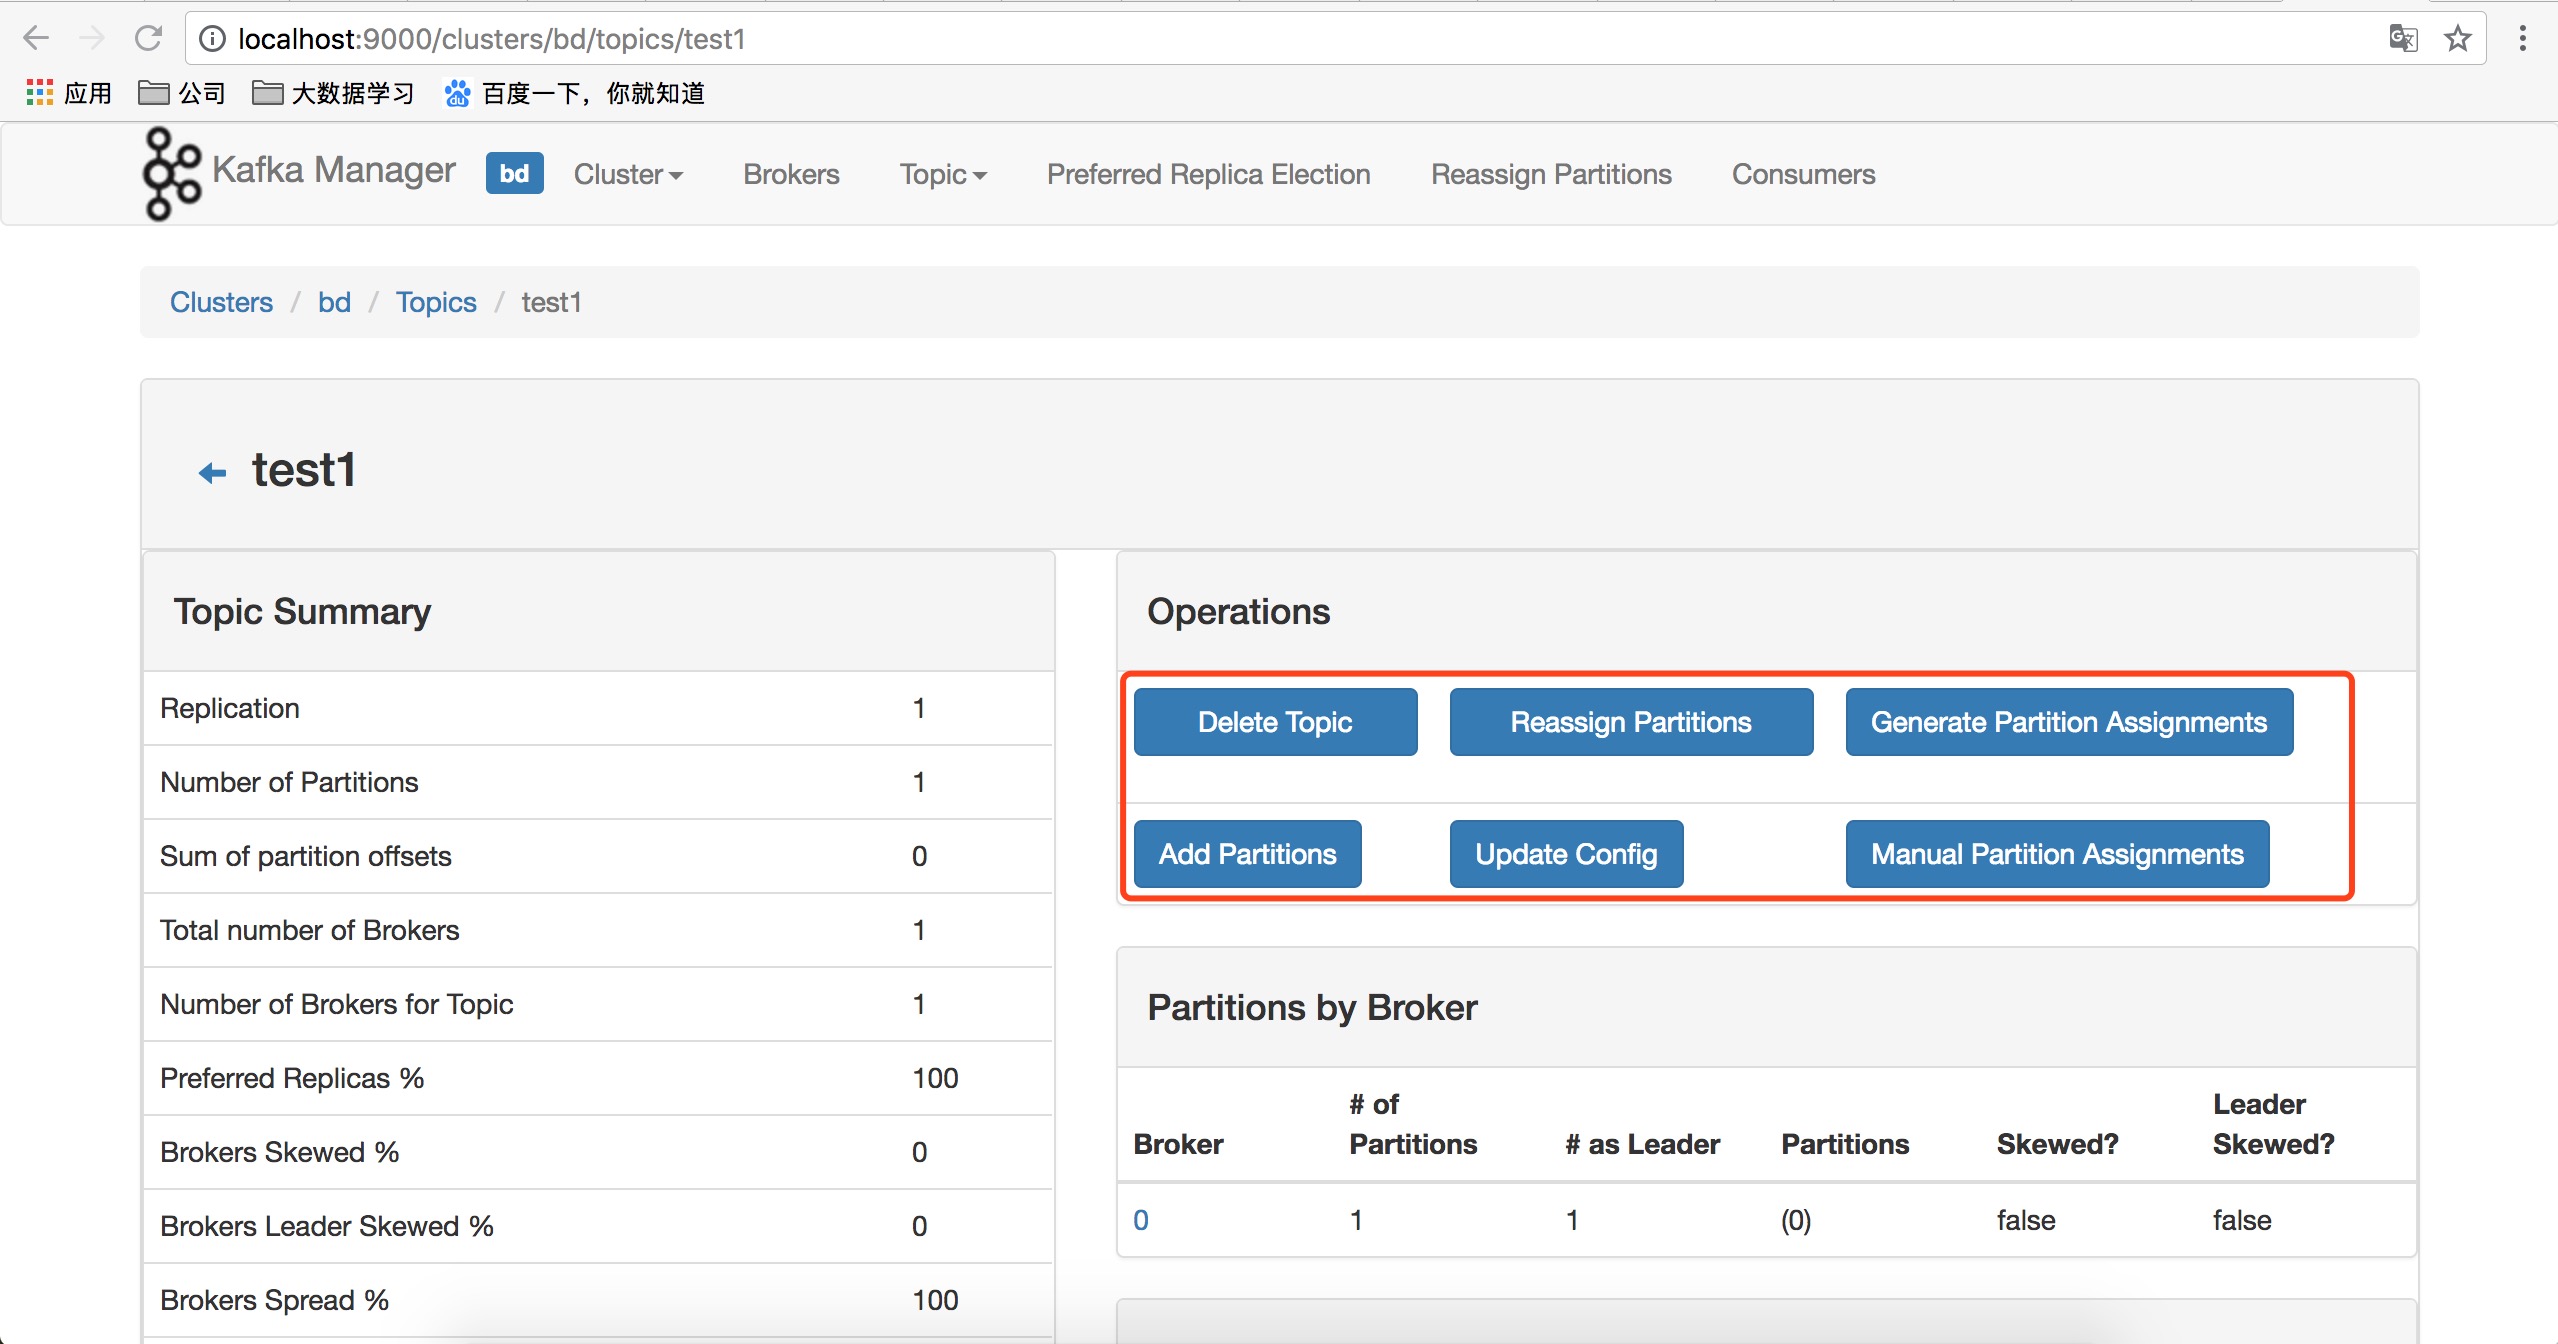 localhost:9000/clusters/bd/topics/test1
应用 公司 大数据学习 百度一下，你就知道
Kafka Manager bd Cluster Brokers Topic Preferred Replica Election Reassign Partitions Consumers
Clusters / bd / Topics / test1
test1
Topic Summary
Replication 1
Number of Partitions 1
Sum of partition offsets 0
Total number of Brokers 1
Number of Brokers for Topic 1
Preferred Replicas % 100
Brokers Skewed % 0
Brokers Leader Skewed % 0
Brokers Spread % 100
Operations
Delete Topic Reassign Partitions Generate Partition Assignments
Add Partitions Update Config Manual Partition Assignments
Partitions by Broker
Broker # of Partitions # as Leader Partitions Skewed? Leader Skewed?
0 1 1 (0) false false